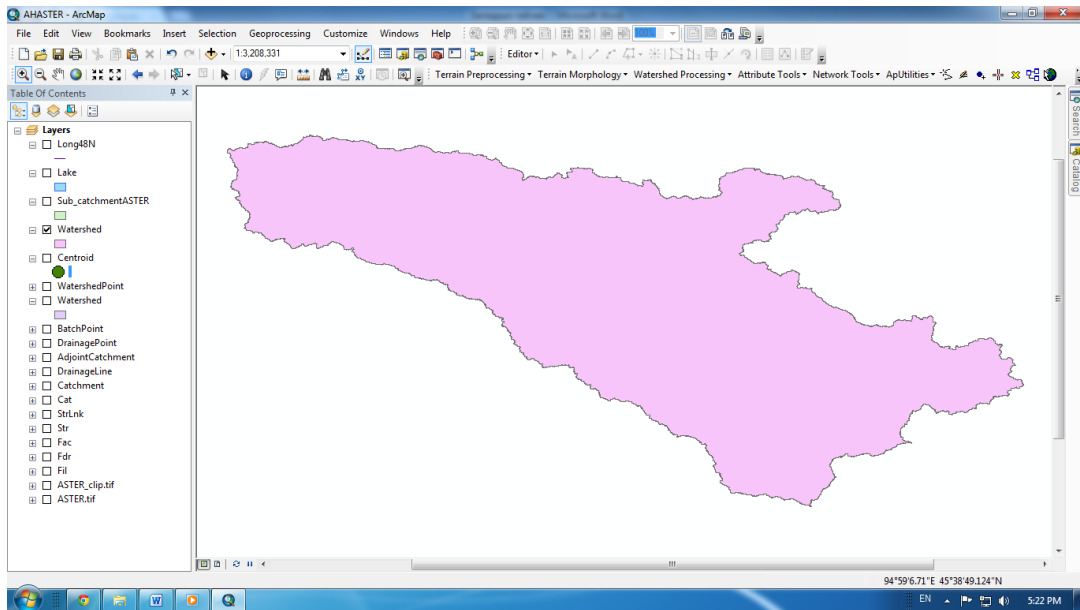 AHASTER - ArcMap
File Edit View Bookmarks Insert Selection Geoprocessing Customize Windows Help 100%
1:3,208,331 Editor
Terrain Preprocessing Terrain Morphology Watershed Processing Attribute Tools Network Tools ApUtilities
Table Of Contents
Layers
Long48N
Lake
Sub_catchmentASTER
Watershed
Centroid
WatershedPoint
Watershed
BatchPoint
DrainagePoint
AdjointCatchment
DrainageLine
Catchment
Cat
StrLnk
Str
Fac
Fdr
Fil
ASTER_clip.tif
ASTER.tif
Search
Catalog
94°59'6.71"E 45°38'49.124"N
EN 5:22 PM